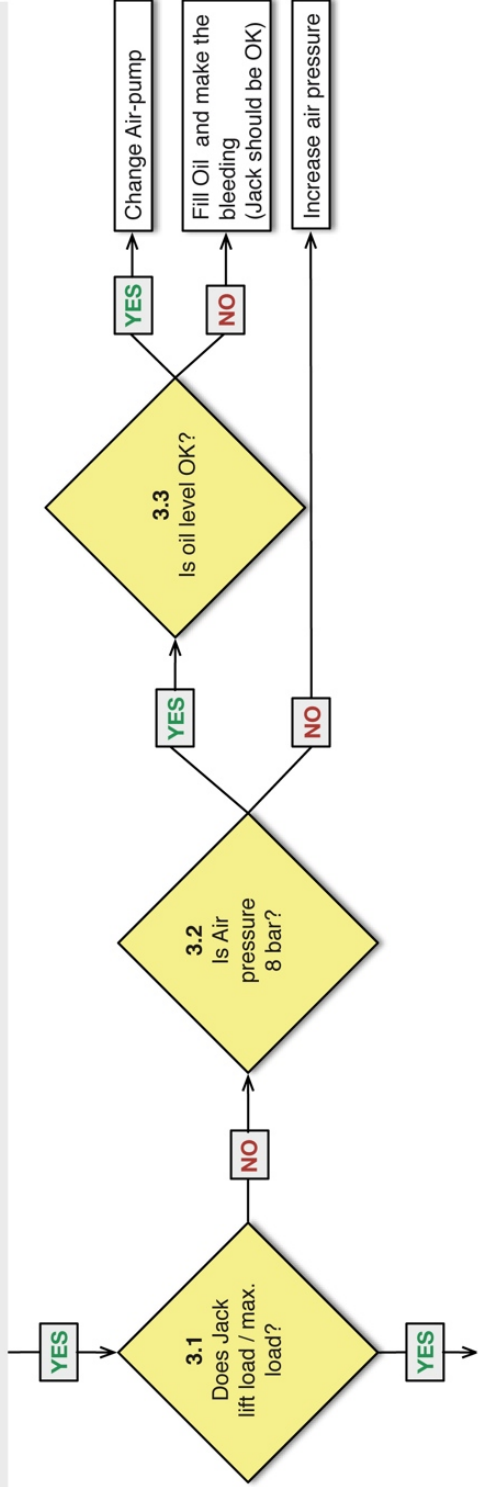 YES
3.1
Does Jack
lift load / max.
load?
YES
NO
3.2
Is Air
pressure
8 bar?
YES
NO
3.3
Is oil level OK?
YES
NO
Change Air-pump
Fill Oil and make the
bleeding
(Jack should be OK)
Increase air pressure